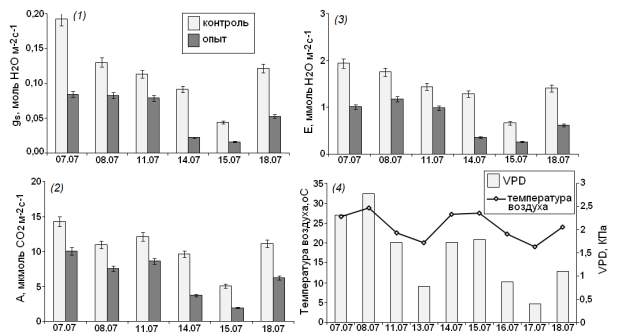 (1)
контроль
опыт
gs, моль H2O м-2с-1
0,20
0,15
0,10
0,05
0,00
07.07 08.07 11.07 14.07 15.07 18.07
(3)
E, ммоль H2O м-2с-1
3
2
1
0
07.07 08.07 11.07 14.07 15.07 18.07
(2)
A, мкмоль CO2 м-2с-1
20
15
10
5
0
07.07 08.07 11.07 14.07 15.07 18.07
(4)
VPD
температура
воздуха
Температура воздуха,оС
35
30
25
20
15
10
5
0
VPD, кПа
3
2,5
2
1,5
1
0,5
0
07.07 08.07 11.07 13.07 14.07 15.07 16.07 17.07 18.07